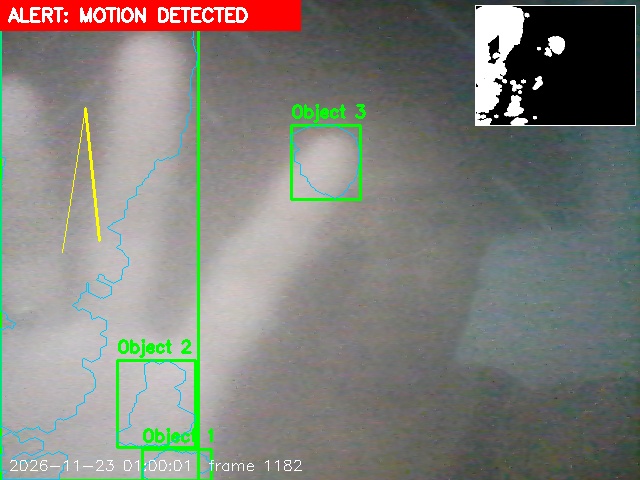 ALERT: MOTION DETECTED
Object 3
Object 2
Object 1
2026-11-23 01:00:01 frame 1182